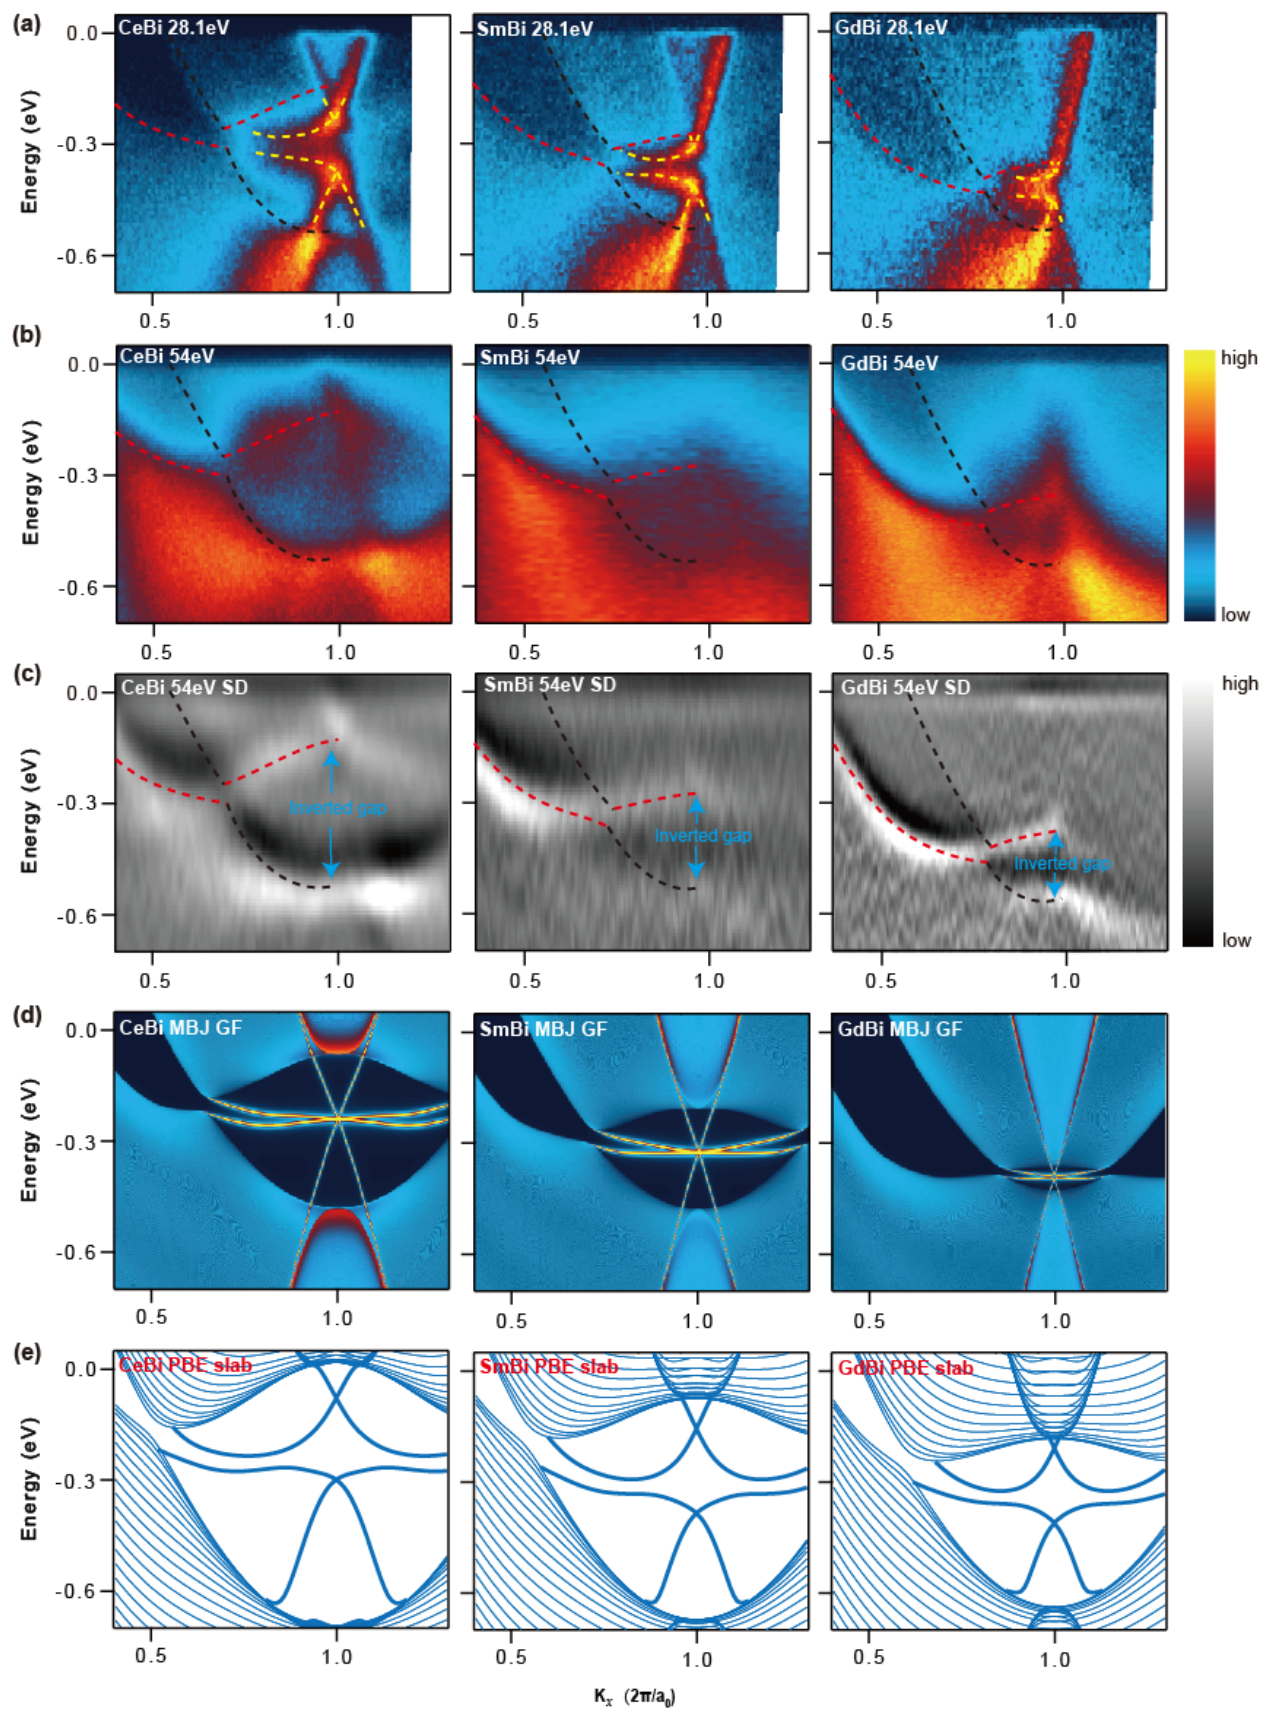 (a)
CeBi 28.1eV
SmBi 28.1eV
GdBi 28.1eV
0.0
-0.3
-0.6
Energy (eV)
0.5 1.0
0.5 1.0
0.5 1.0
(b)
CeBi 54eV
SmBi 54eV
GdBi 54eV
0.0
-0.3
-0.6
Energy (eV)
high
low
0.5 1.0
0.5 1.0
0.5 1.0
(c)
CeBi 54eV SD
SmBi 54eV SD
GdBi 54eV SD
0.0
-0.3
-0.6
Energy (eV)
Inverted gap
Inverted gap
Inverted gap
high
low
0.5 1.0
0.5 1.0
0.5 1.0
(d)
CeBi MBJ GF
SmBi MBJ GF
GdBi MBJ GF
0.0
-0.3
-0.6
Energy (eV)
0.5 1.0
0.5 1.0
0.5 1.0
(e)
CeBi PBE slab
SmBi PBE slab
GdBi PBE slab
0.0
-0.3
-0.6
Energy (eV)
0.5 1.0
0.5 1.0
0.5 1.0
Kₓ (2π/a₀)